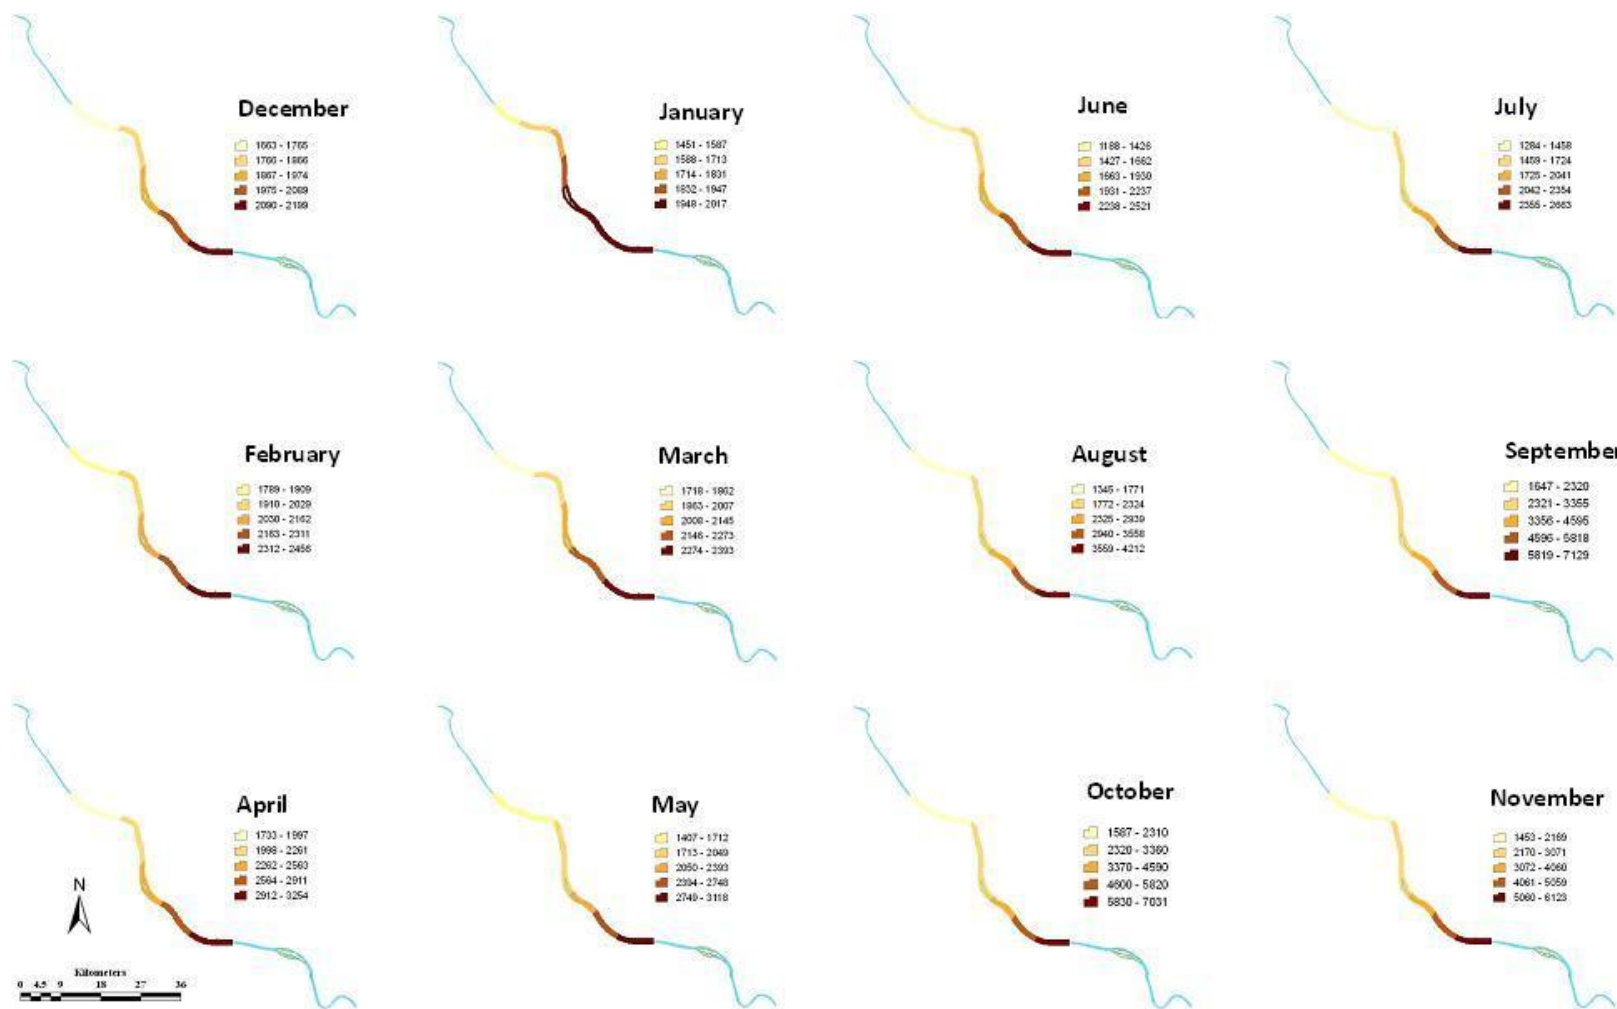 December
1663 - 1765
1766 - 1866
1867 - 1974
1975 - 2089
2090 - 2199
January
1451 - 1587
1588 - 1713
1714 - 1831
1832 - 1947
1948 - 2017
June
1188 - 1426
1427 - 1662
1663 - 1930
1931 - 2237
2238 - 2521
July
1284 - 1458
1459 - 1724
1725 - 2041
2042 - 2354
2355 - 2663
February
1789 - 1909
1910 - 2029
2030 - 2162
2163 - 2311
2312 - 2456
March
1718 - 1862
1863 - 2007
2008 - 2145
2146 - 2273
2274 - 2393
August
1345 - 1771
1772 - 2324
2325 - 2939
2940 - 3558
3559 - 4212
September
1647 - 2320
2321 - 3355
3356 - 4595
4596 - 5818
5819 - 7129
April
1733 - 1997
1998 - 2261
2262 - 2563
2564 - 2911
2912 - 3254
May
1407 - 1712
1713 - 2049
2050 - 2393
2394 - 2748
2749 - 3118
October
1587 - 2310
2320 - 3360
3370 - 4590
4600 - 5820
5830 - 7031
November
1453 - 2169
2170 - 3071
3072 - 4060
4061 - 5059
5060 - 6123
N
Kilometers
0 4.5 9 18 27 36